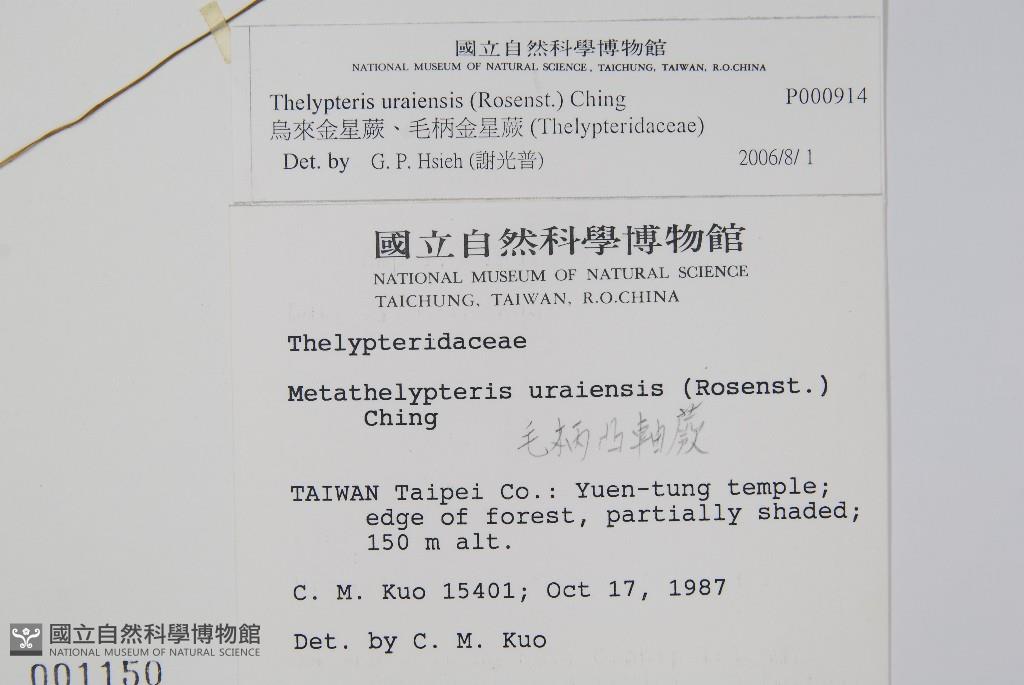 國立自然科學博物館
NATIONAL MUSEUM OF NATURAL SCIENCE, TAICHUNG, TAIWAN, R.O.CHINA
Thelypteris uraiensis (Rosenst.) Ching P000914
烏來金星蕨、毛柄金星蕨 (Thelypteridaceae)
Det. by G. P. Hsieh (謝光普) 2006/8/ 1
國立自然科學博物館
NATIONAL MUSEUM OF NATURAL SCIENCE
TAICHUNG, TAIWAN, R.O.CHINA
Thelypteridaceae
Metathelypteris uraiensis (Rosenst.)
Ching
毛柄凸軸蕨
TAIWAN Taipei Co.: Yuen-tung temple;
edge of forest, partially shaded;
150 m alt.
C. M. Kuo 15401; Oct 17, 1987
Det. by C. M. Kuo
國立自然科學博物館
NATIONAL MUSEUM OF NATURAL SCIENCE
001150